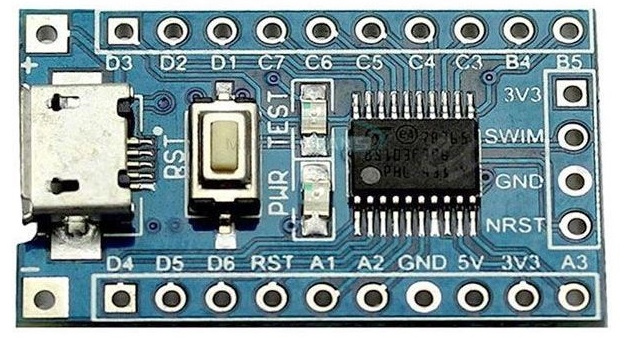 +
D3 D2 D1 C7 C6 C5 C4 C3 B4 B5
3V3
TEST
SWIM
RST
GND
PWR
NRST
-
D4 D5 D6 RST A1 A2 GND 5V 3V3 A3